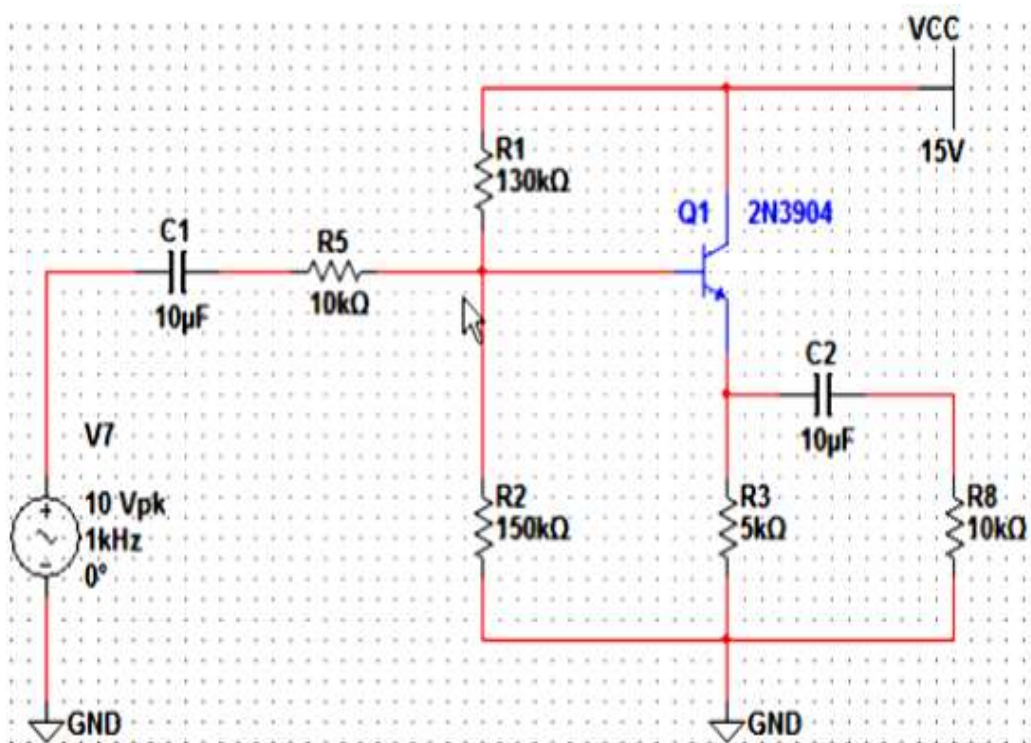 VCC
15V
R1
130kΩ
Q1 2N3904
C1
10µF
R5
10kΩ
C2
10µF
V7
10 Vpk
1kHz
0°
R2
150kΩ
R3
5kΩ
R8
10kΩ
GND
GND